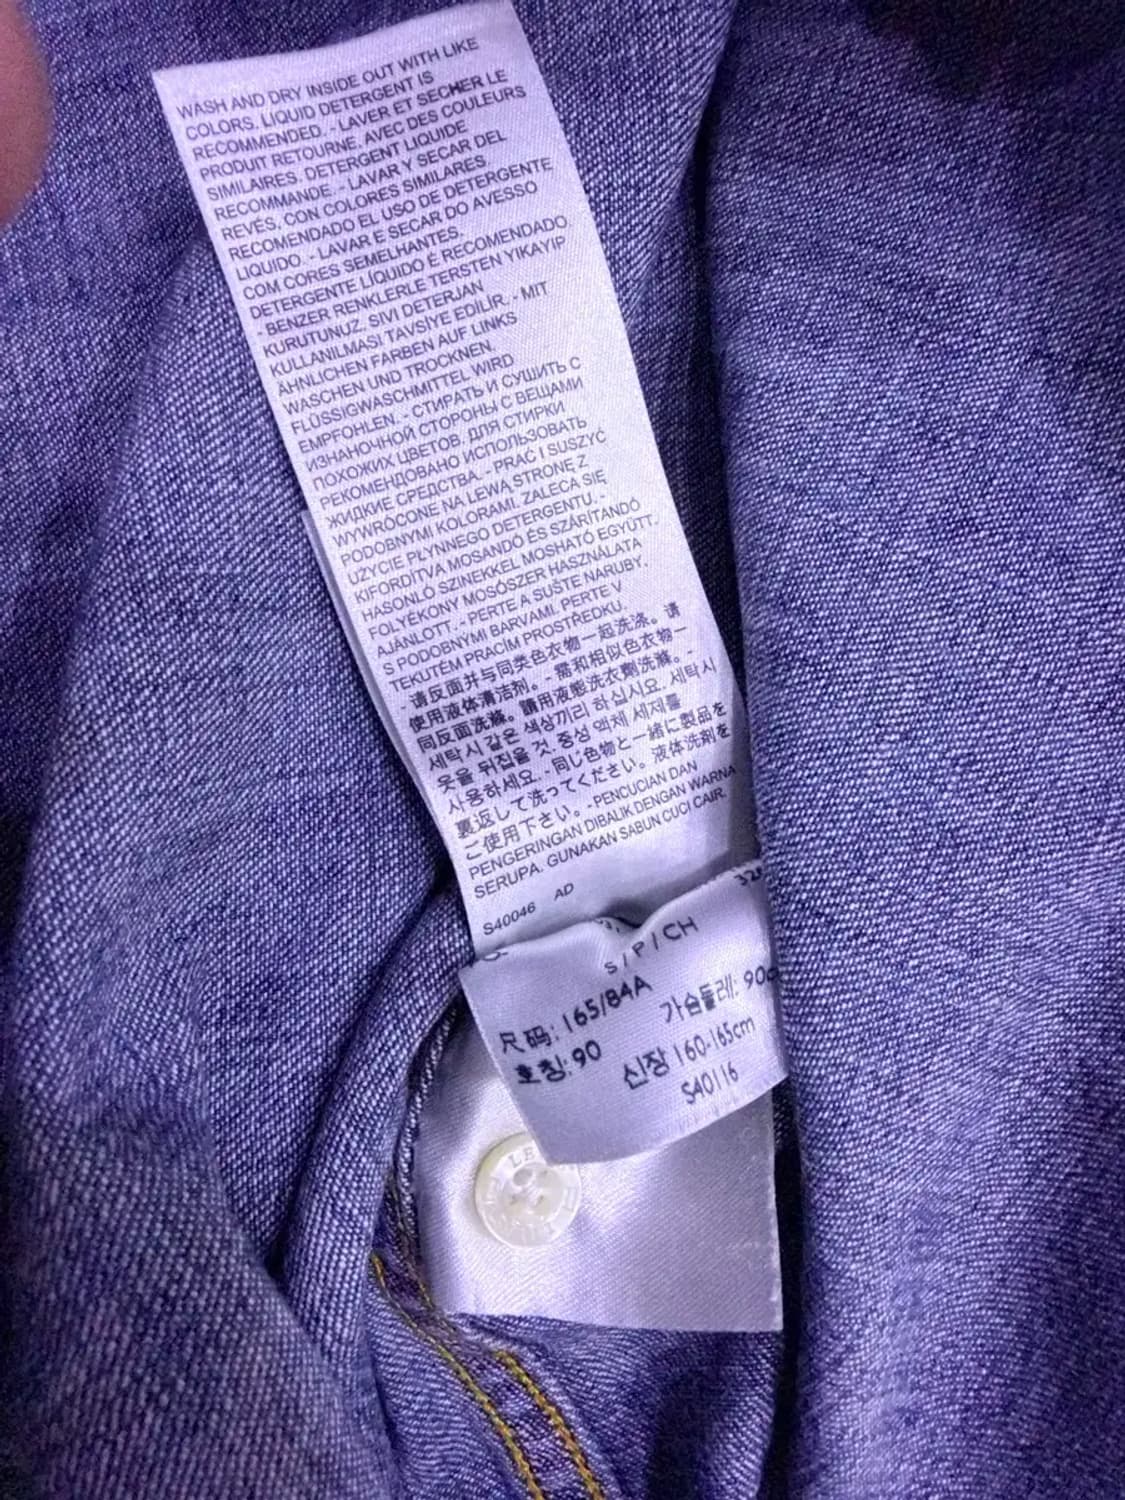 WASH AND DRY INSIDE OUT WITH LIKE
COLORS. LIQUID DETERGENT IS
RECOMMENDED. - LAVER ET SECHER LE
PRODUIT RETOURNE, AVEC DES COULEURS
SIMILAIRES. DETERGENT LIQUIDE
RECOMMANDE. - LAVAR Y SECAR DEL
REVÉS, CON COLORES SIMILARES.
RECOMENDADO EL USO DE DETERGENTE
LIQUIDO. - LAVAR E SECAR DO AVESSO
COM CORES SEMELHANTES.
DETERGENTE LÍQUIDO É RECOMENDADO
- BENZER RENKLERLE TERSTEN YIKAYIP
KURUTUNUZ. SIVI DETERJAN
KULLANILMASI TAVSİYE EDİLİR. - MIT
ÄHNLICHEN FARBEN AUF LINKS
WASCHEN UND TROCKNEN.
FLÜSSIGWASCHMITTEL WIRD
EMPFOHLEN. - СТИРАТЬ И СУШИТЬ С
ИЗНАНОЧНОЙ СТОРОНЫ С ВЕЩАМИ
ПОХОЖИХ ЦВЕТОВ. ДЛЯ СТИРКИ
РЕКОМЕНДОВАНО ИСПОЛЬЗОВАТЬ
ЖИДКИЕ СРЕДСТВА. - PRAĆ I SUSZYĆ
WYWRÓCONE NA LEWĄ STRONĘ Z
PODOBNYMI KOLORAMI. ZALECA SIĘ
UŻYCIE PŁYNNEGO DETERGENTU. -
KIFORDÍTVA MOSANDÓ ÉS SZÁRÍTANDÓ
HASONLÓ SZINEKKEL MOSHATÓ EGYÜTT.
FOLYÉKONY MOSÓSZER HASZNÁLATA
AJÁNLOTT. - PERTE A SUŠTE NARUBY.
S PODOBNÝMI BARVAMI. PERTE V
TEKUTÉM PRACÍM PROSTŘEDKU.
- 请反面并与同类色衣物一起洗涤。请
使用液体清洁剂。- 需和相似色衣物一
同反面洗滌。請用液態洗衣劑洗滌。-
세탁시 같은 색상끼리 하십시요. 세탁시
옷을 뒤집을 것. 중성 액체 세제를
사용하세요. - 同じ色物と一緒に製品を
裏返して洗ってください。液体洗剤を
ご使用下さい。- PENCUCIAN DAN
PENGERINGAN DIBALIK DENGAN WARNA
SERUPA. GUNAKAN SABUN CUCI CAIR.
S40046 AD
S / P / CH
尺码: 165/84A
가슴둘레: 90
호칭: 90
신장 160-165cm
S40116